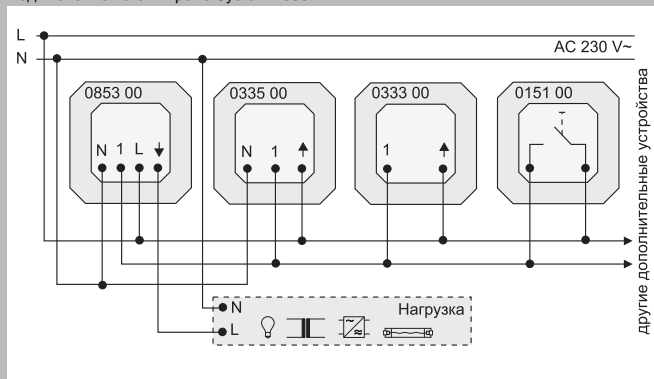 L
N
AC 230 V~
0853 00
0335 00
0333 00
0151 00
N 1 L
N 1
1
другие дополнительные устройства
N
Нагрузка
L